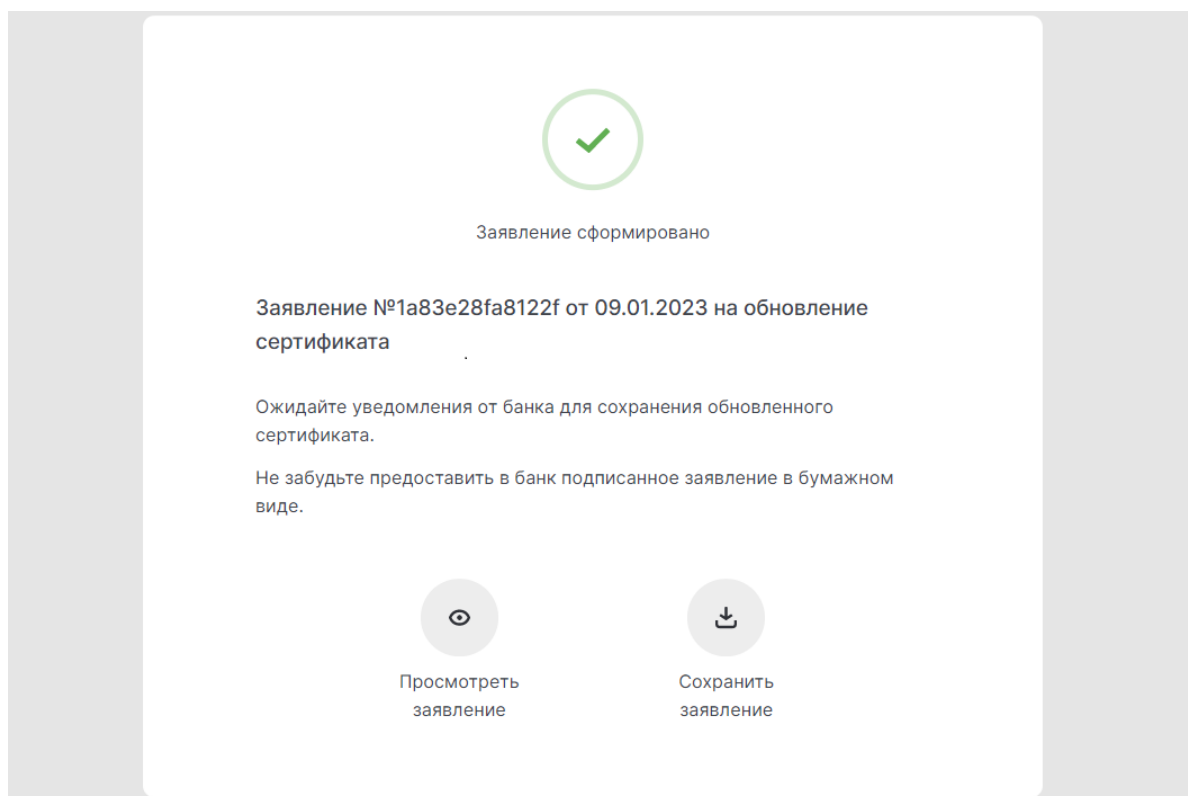 Заявление сформировано
Заявление №1a83e28fa8122f от 09.01.2023 на обновление
сертификата
Ожидайте уведомления от банка для сохранения обновленного
сертификата.
Не забудьте предоставить в банк подписанное заявление в бумажном
виде.
Просмотреть
заявление
Сохранить
заявление